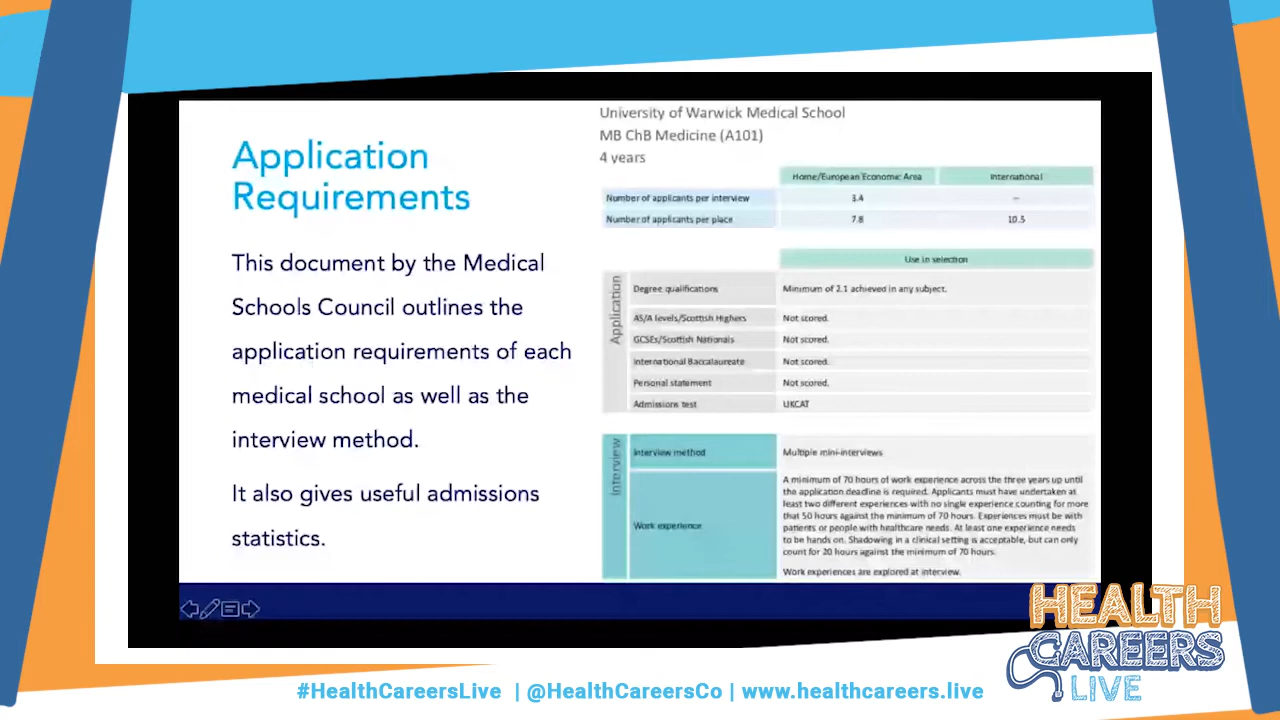 Application
Requirements
This document by the Medical
Schools Council outlines the
application requirements of each
medical school as well as the
interview method.
It also gives useful admissions
statistics.
University of Warwick Medical School
MB ChB Medicine (A101)
4 years
Home/European Economic Area International
Number of applicants per interview 3.4 –
Number of applicants per place 7.8 10.5
Use in selection
Application
Degree qualifications Minimum of 2.1 achieved in any subject.
AS/A levels/Scottish Highers Not scored.
GCSEs/Scottish Nationals Not scored.
International Baccalaureate Not scored.
Personal statement Not scored.
Admissions test UKCAT
Interview
Interview method Multiple mini-interviews
Work experience
A minimum of 70 hours of work experience across the three years up until
the application deadline is required. Applicants must have undertaken at
least two different experiences with no single experience counting for more
that 50 hours against the minimum of 70 hours. Experiences must be with
patients or people with healthcare needs. At least one experience needs
to be hands on. Shadowing in a clinical setting is acceptable, but can only
count for 20 hours against the minimum of 70 hours.
Work experiences are explored at interview.
HEALTH
CAREERS
LIVE
#HealthCareersLive | @HealthCareersCo | www.healthcareers.live